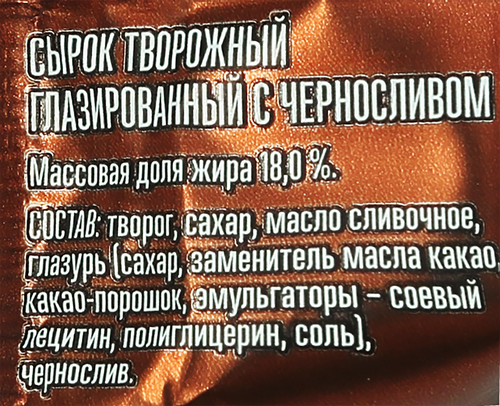 СЫРОК ТВОРОЖНЫЙ
ГЛАЗИРОВАННЫЙ С ЧЕРНОСЛИВОМ
Массовая доля жира 18,0 %.
СОСТАВ: творог, сахар, масло сливочное,
глазурь (сахар, заменитель масла какао,
какао-порошок, эмульгаторы – соевый
лецитин, полиглицерин, соль),
чернослив.